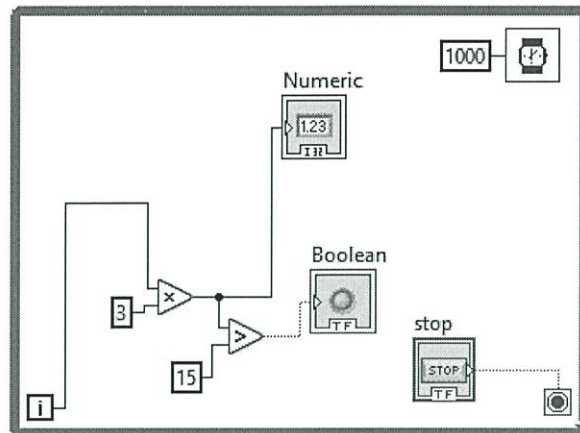 1000
Numeric
1.23
I32
Boolean
TF
3
15
stop
STOP
TF
i